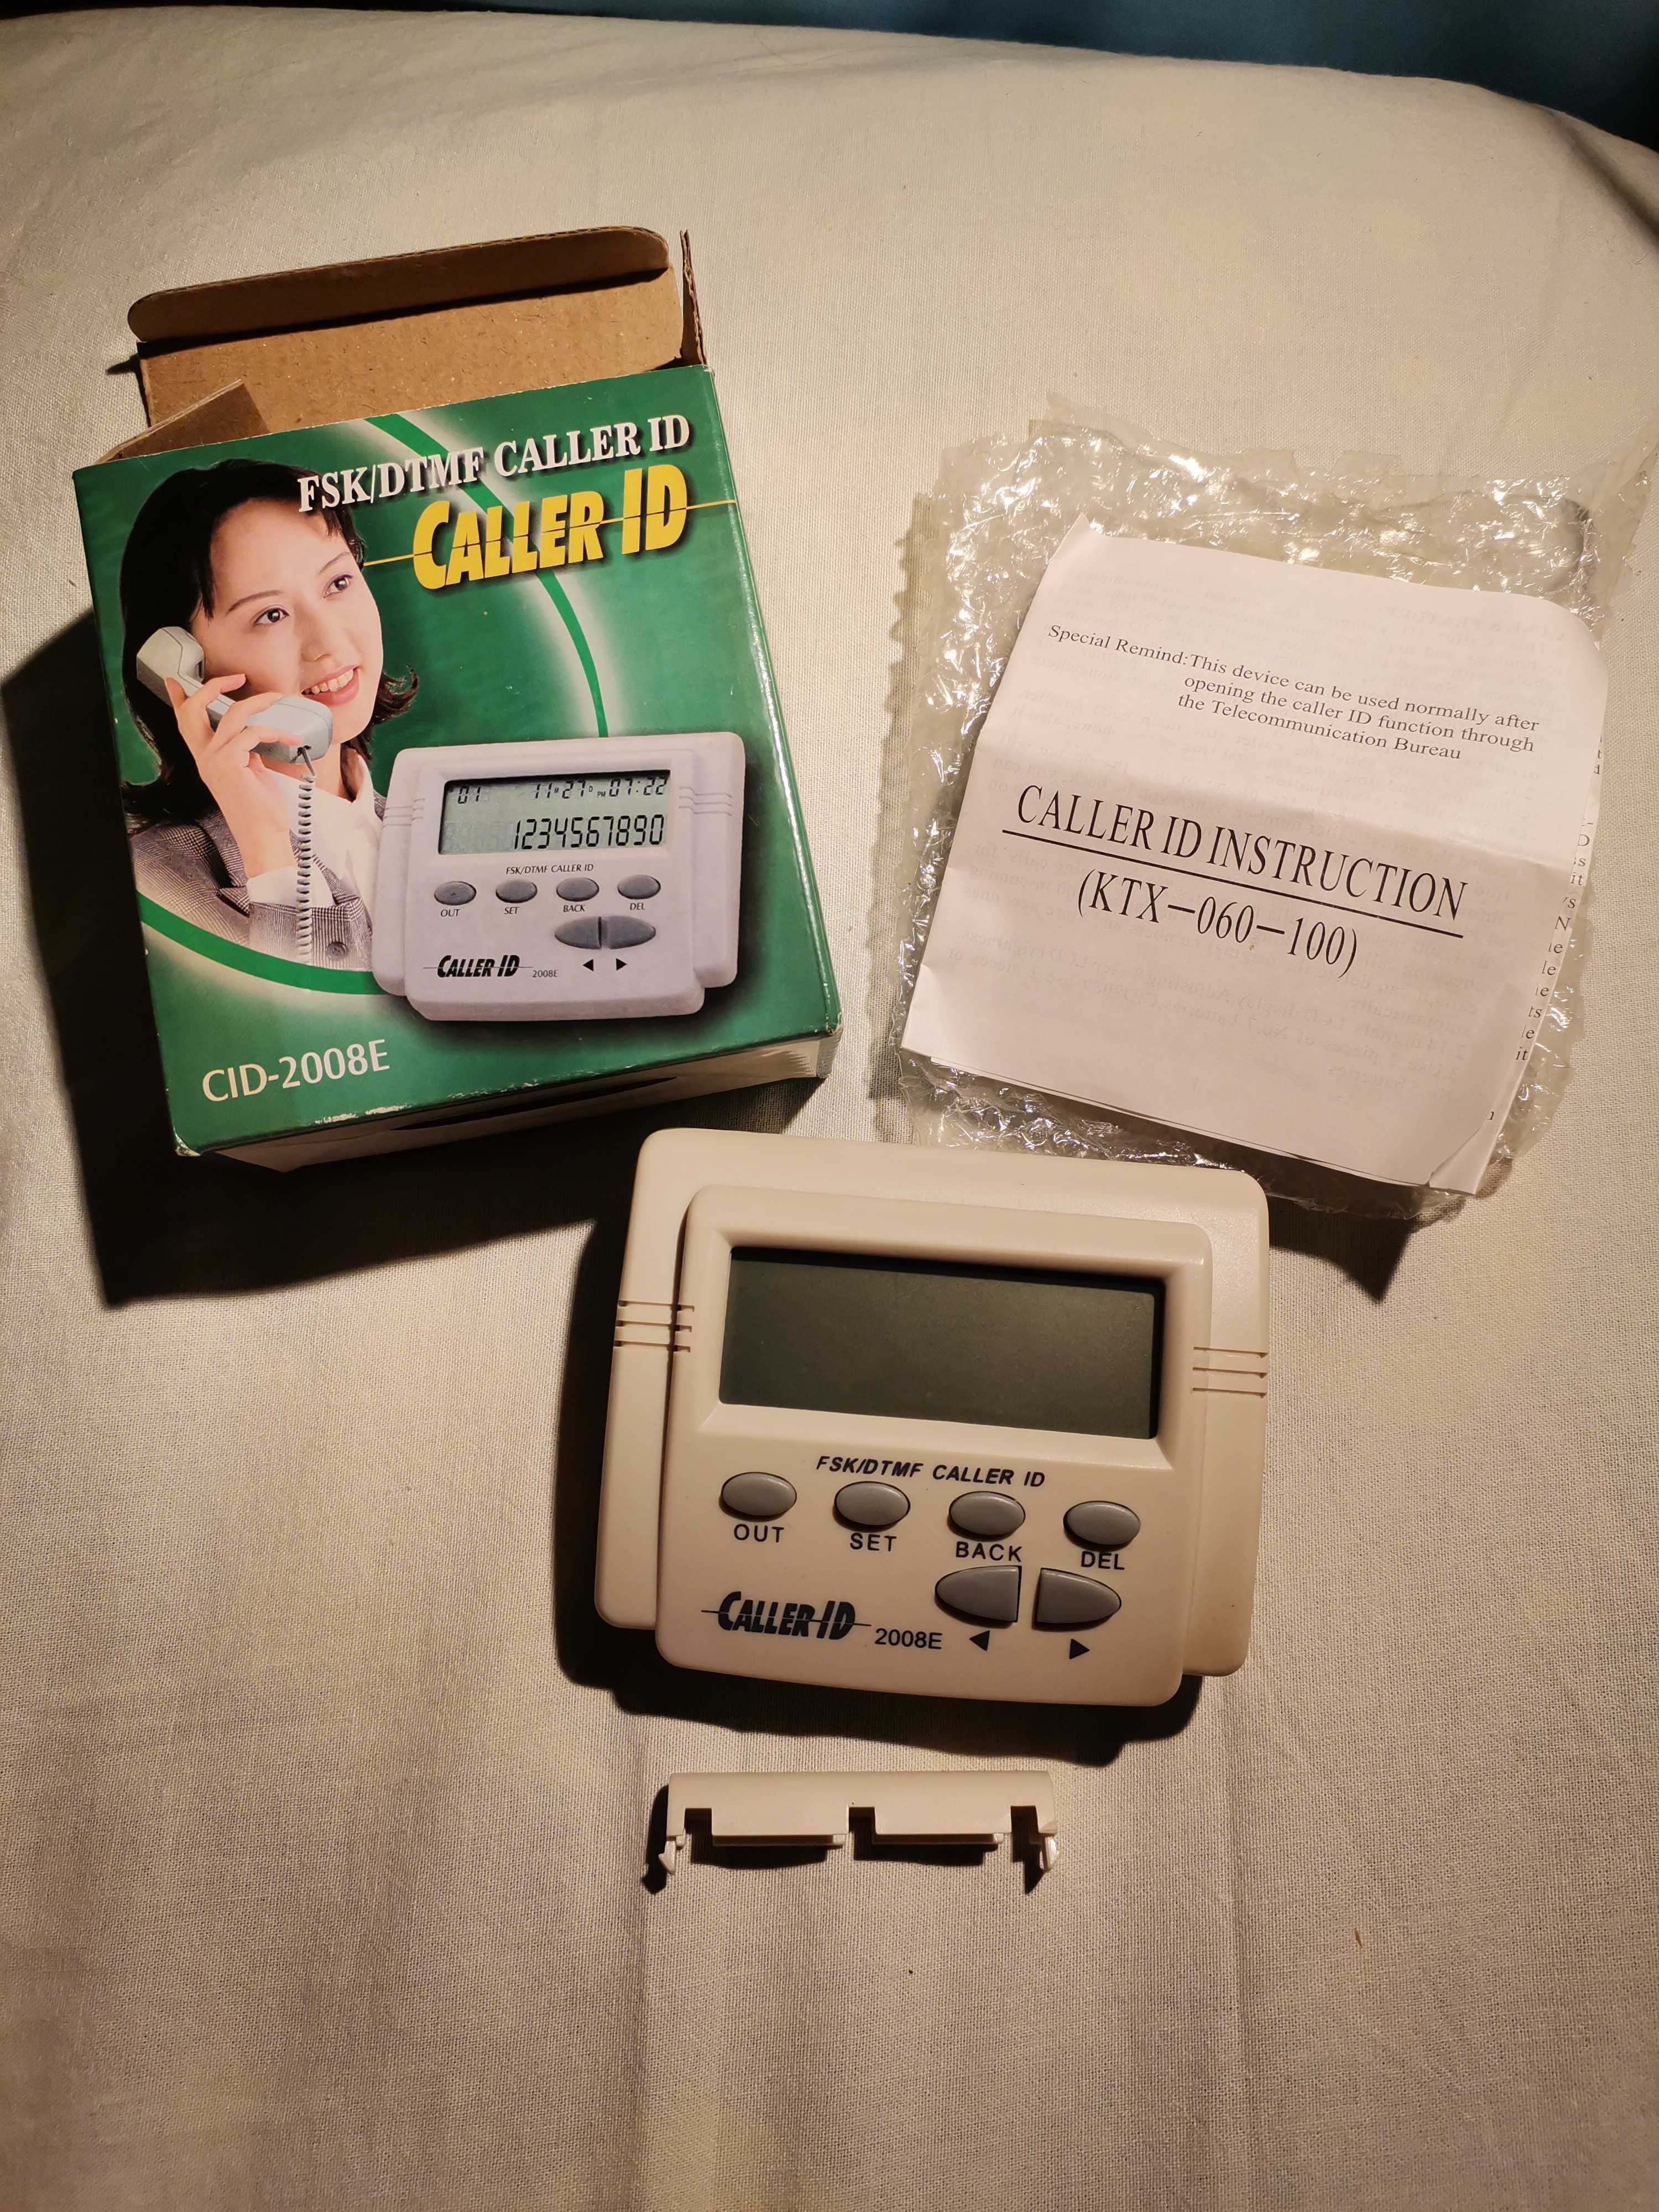 FSK/DTMF CALLER ID
CALLER ID
01 11M27D PM07:22
1234567890
FSK/DTMF CALLER ID
OUT SET BACK DEL
CALLER ID 2008E
CID-2008E
Special Remind:This device can be used normally after
opening the caller ID function through
the Telecommunication Bureau
CALLER ID INSTRUCTION
(KTX-060-100)
FSK/DTMF CALLER ID
OUT SET BACK DEL
CALLER ID 2008E